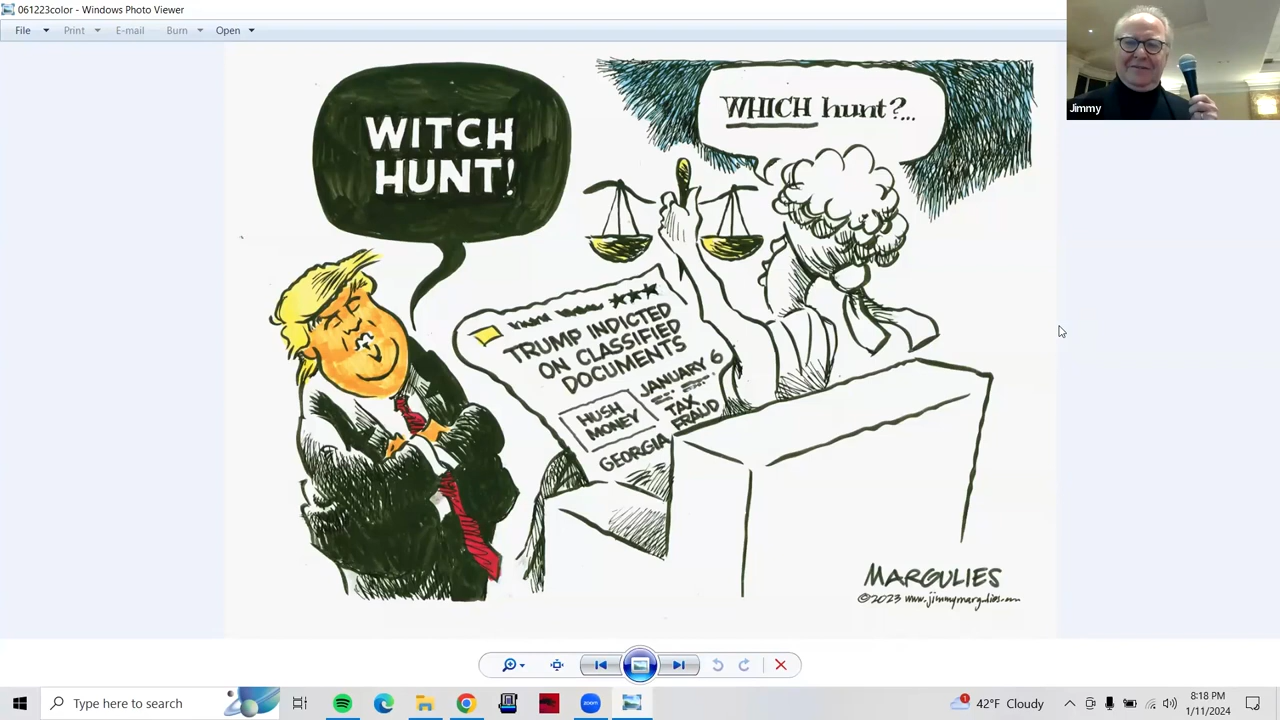 061223color - Windows Photo Viewer
File Print E-mail Burn Open
Jimmy
WITCH
HUNT!
WHICH hunt?...
TRUMP INDICTED
ON CLASSIFIED
DOCUMENTS
HUSH
MONEY
JANUARY 6
TAX
FRAUD
GEORGIA
MARGULIES
©2023 www.jimmymargulies.com
Type here to search
zoom
1
42°F Cloudy
8:18 PM
1/11/2024